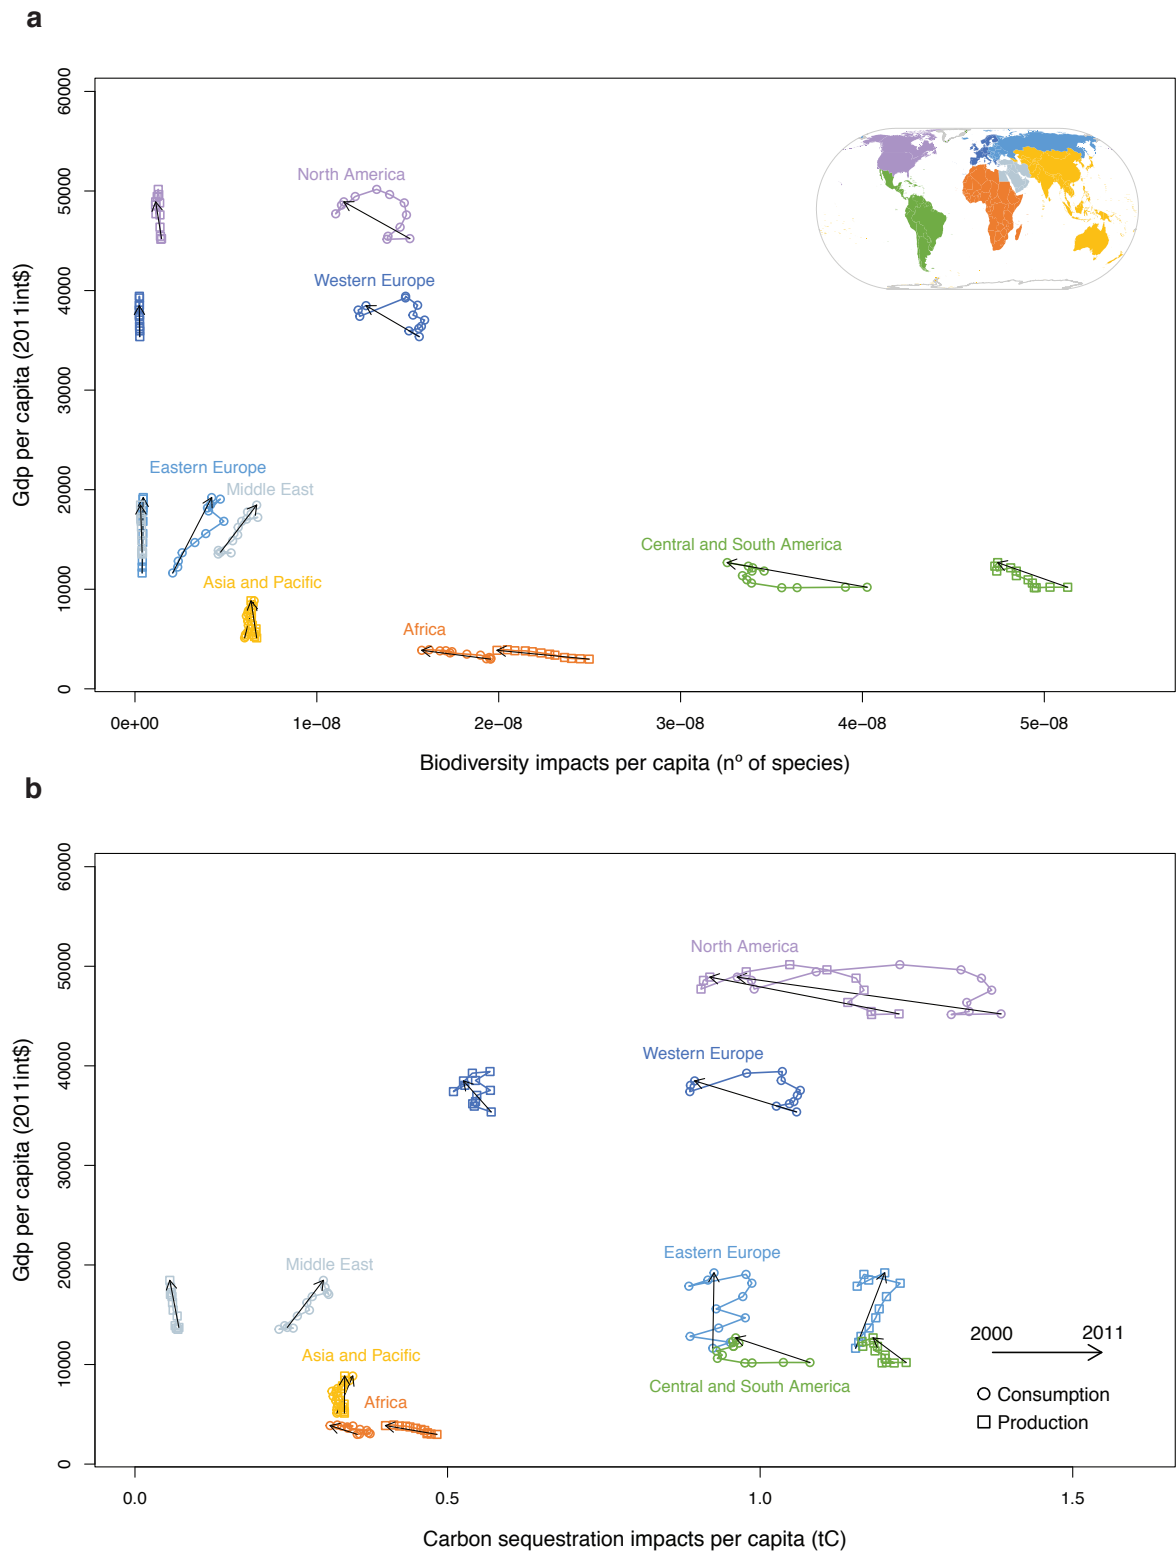 a
60000
50000
40000
30000
20000
10000
0
Gdp per capita (2011int$)
North America
Western Europe
Eastern Europe
Middle East
Asia and Pacific
Africa
Central and South America
0e+00 1e−08 2e−08 3e−08 4e−08 5e−08
Biodiversity impacts per capita (nº of species)
b
60000
50000
40000
30000
20000
10000
0
Gdp per capita (2011int$)
North America
Western Europe
Eastern Europe
Middle East
Asia and Pacific
Africa
Central and South America
2000 2011
Consumption
Production
0.0 0.5 1.0 1.5
Carbon sequestration impacts per capita (tC)